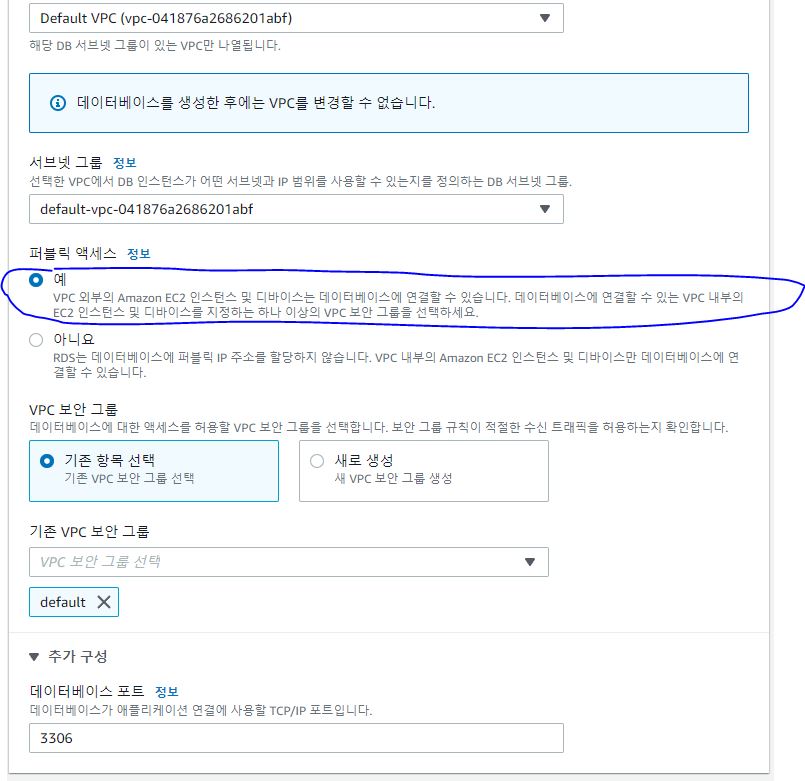 Default VPC (vpc-041876a2686201abf)
해당 DB 서브넷 그룹이 있는 VPC만 나열됩니다.
데이터베이스를 생성한 후에는 VPC를 변경할 수 없습니다.
서브넷 그룹 정보
선택한 VPC에서 DB 인스턴스가 어떤 서브넷과 IP 범위를 사용할 수 있는지를 정의하는 DB 서브넷 그룹.
default-vpc-041876a2686201abf
퍼블릭 액세스 정보
예
VPC 외부의 Amazon EC2 인스턴스 및 디바이스는 데이터베이스에 연결할 수 있습니다. 데이터베이스에 연결할 수 있는 VPC 내부의
EC2 인스턴스 및 디바이스를 지정하는 하나 이상의 VPC 보안 그룹을 선택하세요.
아니요
RDS는 데이터베이스에 퍼블릭 IP 주소를 할당하지 않습니다. VPC 내부의 Amazon EC2 인스턴스 및 디바이스만 데이터베이스에 연
결할 수 있습니다.
VPC 보안 그룹
데이터베이스에 대한 액세스를 허용할 VPC 보안 그룹을 선택합니다. 보안 그룹 규칙이 적절한 수신 트래픽을 허용하는지 확인합니다.
기존 항목 선택
기존 VPC 보안 그룹 선택
새로 생성
새 VPC 보안 그룹 생성
기존 VPC 보안 그룹
VPC 보안 그룹 선택
default
추가 구성
데이터베이스 포트 정보
데이터베이스가 애플리케이션 연결에 사용할 TCP/IP 포트입니다.
3306